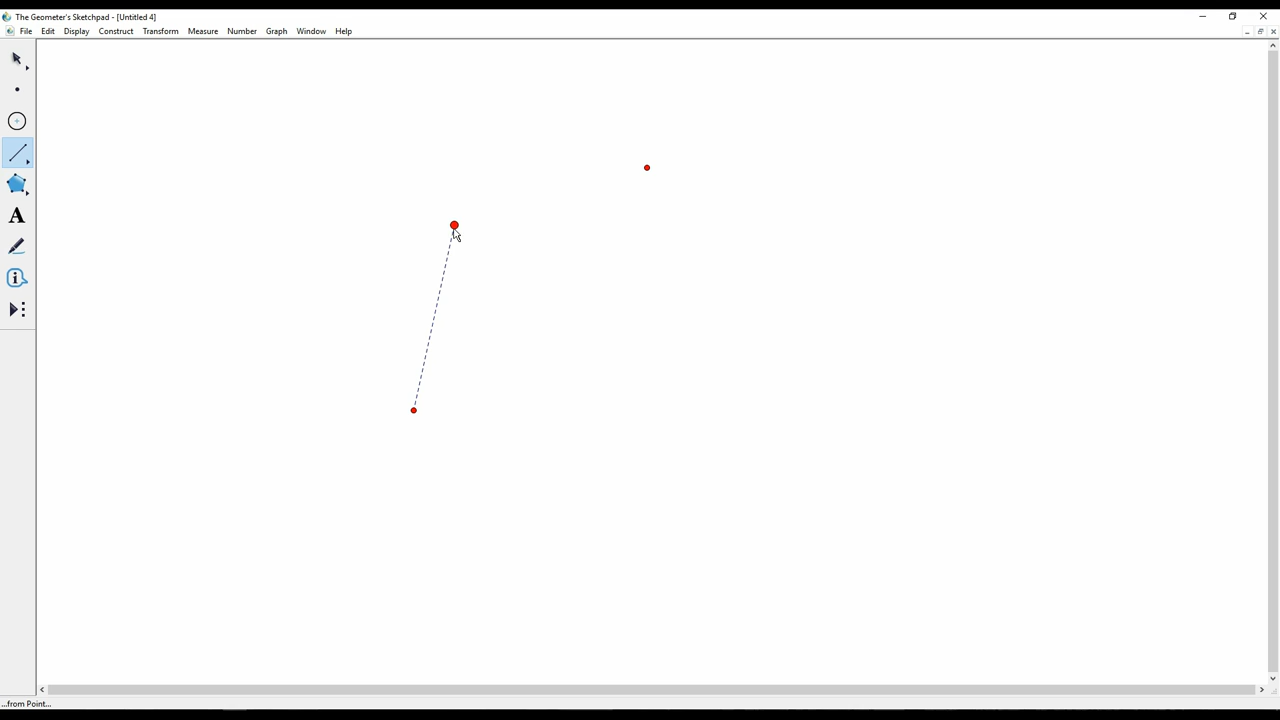 The Geometer's Sketchpad - [Untitled 4]
File Edit Display Construct Transform Measure Number Graph Window Help
A
...from Point...